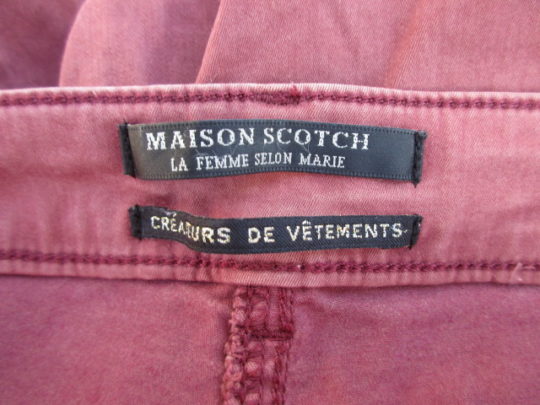 MAISON SCOTCH
LA FEMME SELON MARIE
CRÉATEURS DE VÊTEMENTS